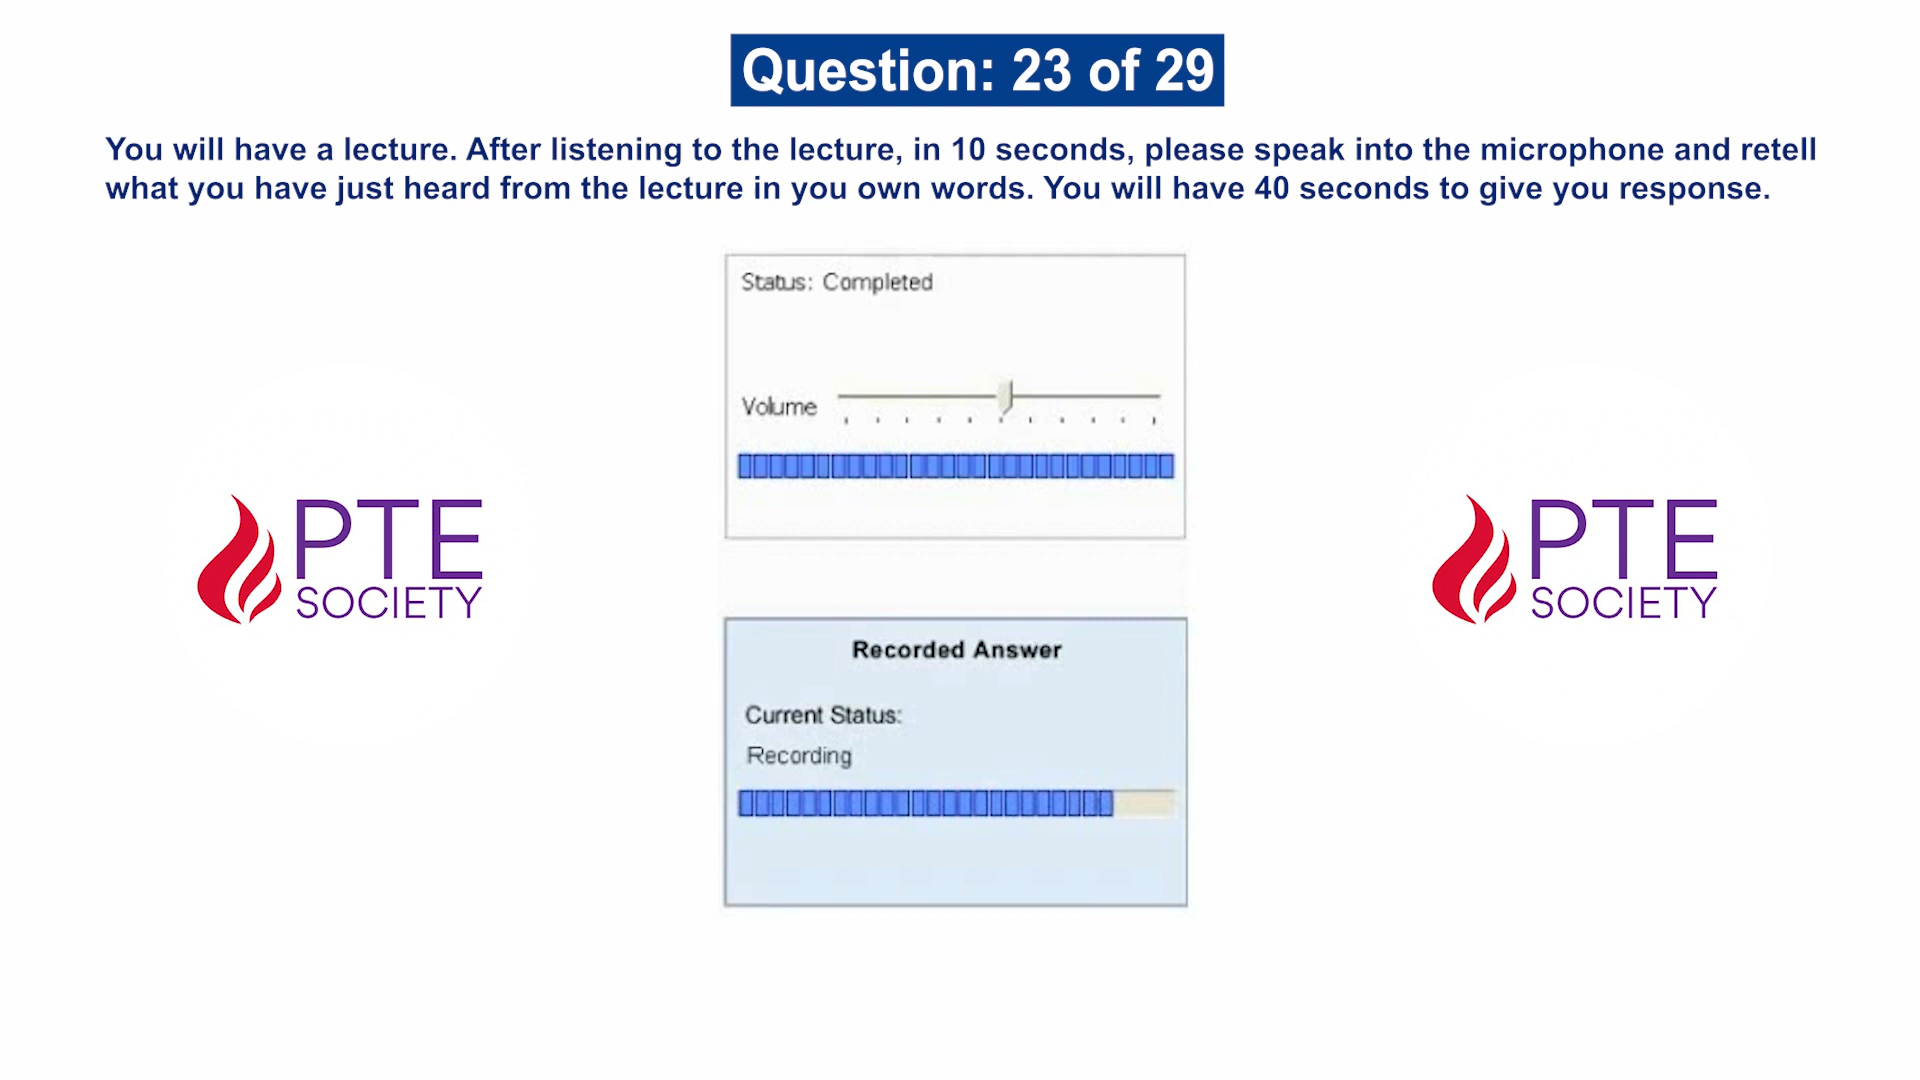 Question: 23 of 29
You will have a lecture. After listening to the lecture, in 10 seconds, please speak into the microphone and retell
what you have just heard from the lecture in you own words. You will have 40 seconds to give you response.
Status: Completed
Volume
PTE
SOCIETY
PTE
SOCIETY
Recorded Answer
Current Status:
Recording